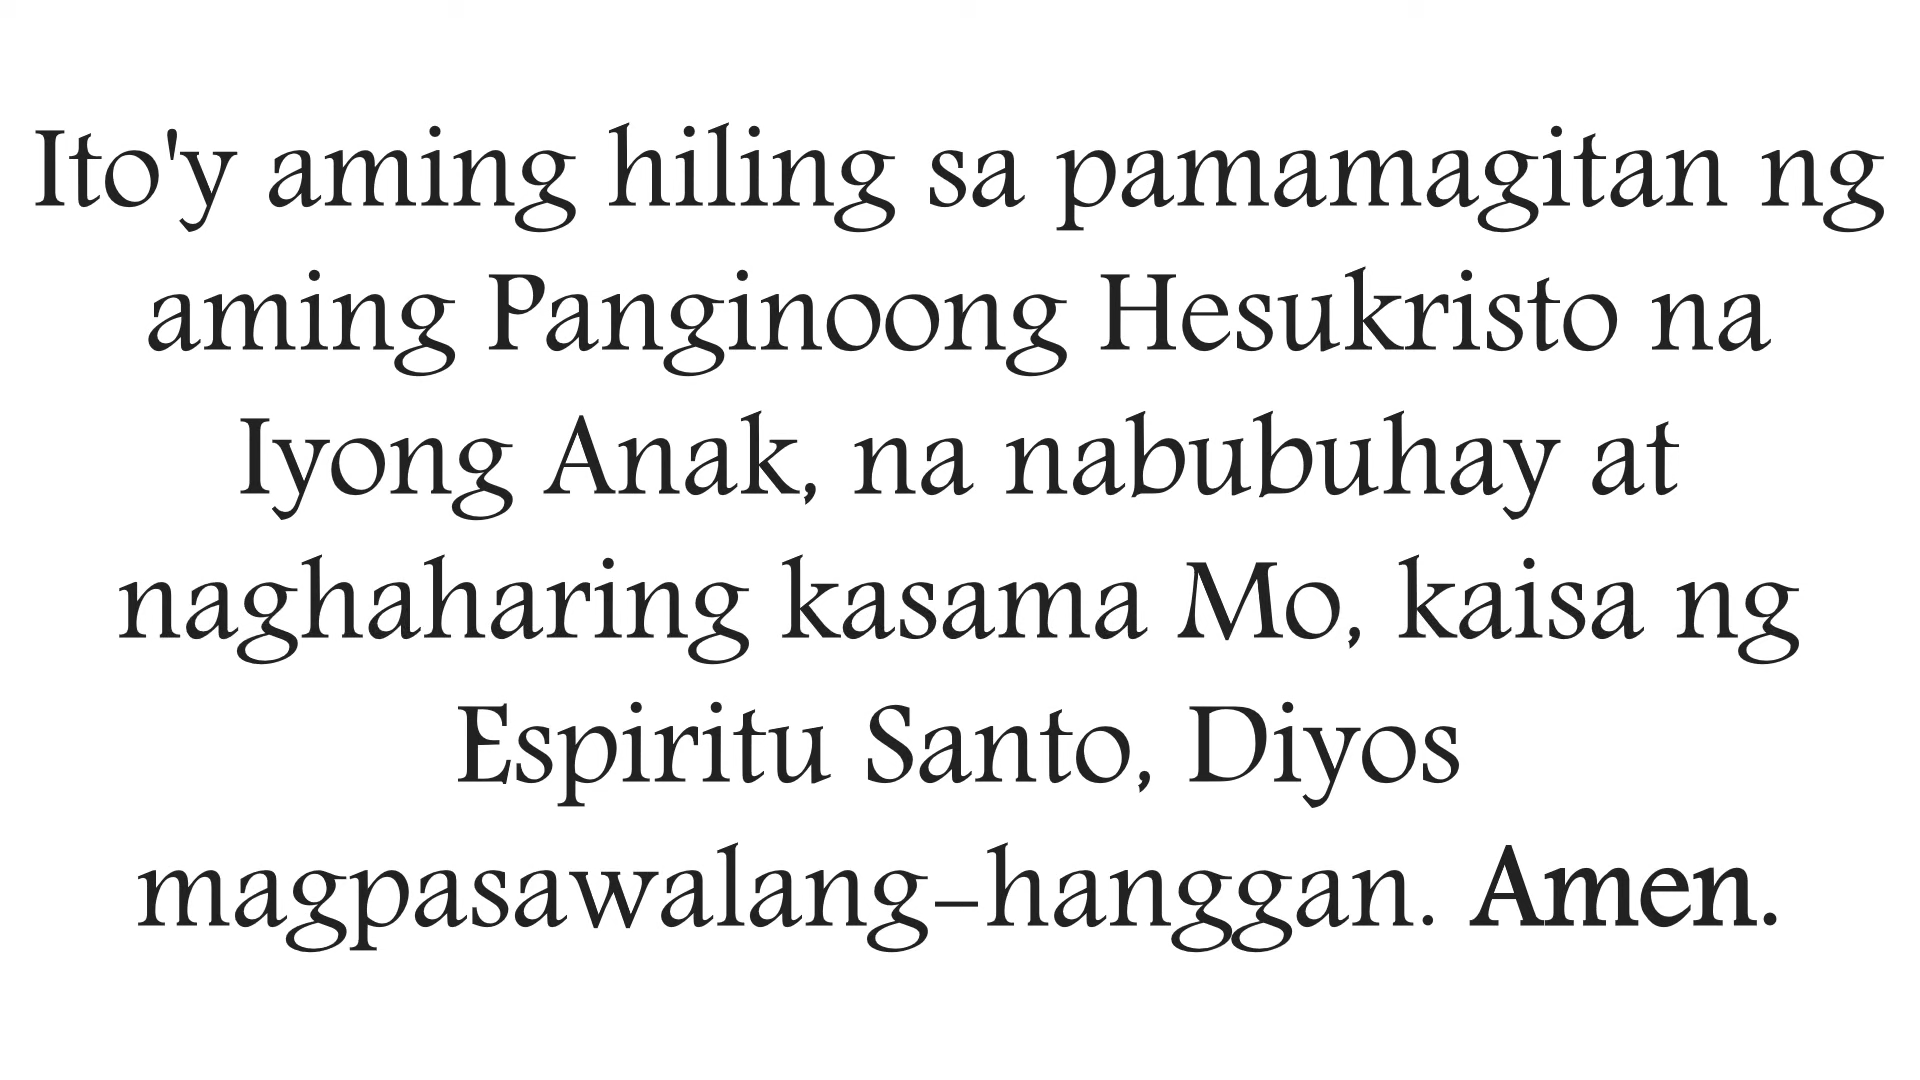 Ito'y aming hiling sa pamamagitan ng
aming Panginoong Hesukristo na
Iyong Anak, na nabubuhay at
naghaharing kasama Mo, kaisa ng
Espiritu Santo, Diyos
magpasawalang-hanggan. Amen.